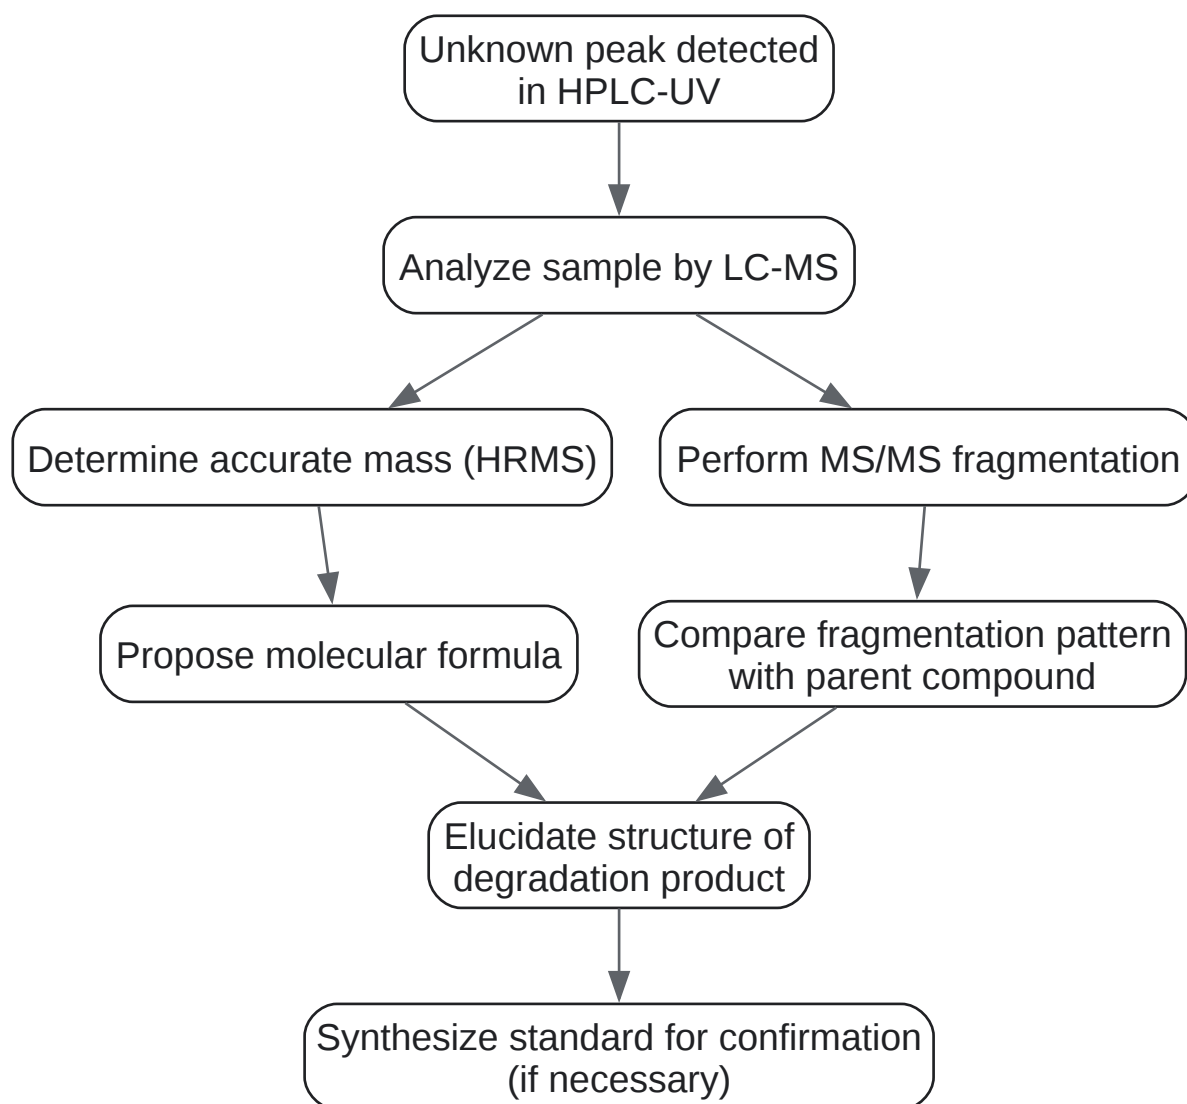 Unknown peak detected
in HPLC-UV
Analyze sample by LC-MS
Determine accurate mass (HRMS)
Perform MS/MS fragmentation
Propose molecular formula
Compare fragmentation pattern
with parent compound
Elucidate structure of
degradation product
Synthesize standard for confirmation
(if necessary)